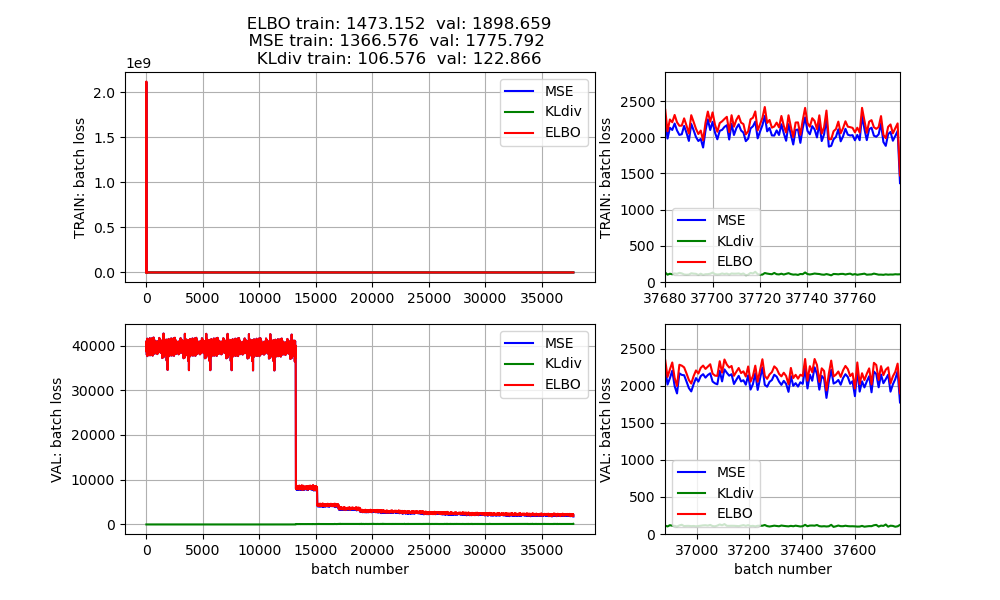 ELBO train: 1473.152  val: 1898.659
MSE train: 1366.576  val: 1775.792
KLdiv train: 106.576  val: 122.866
1e9
TRAIN: batch loss
2.0
1.5
1.0
0.5
0.0
0 5000 10000 15000 20000 25000 30000 35000
MSE
KLdiv
ELBO
TRAIN: batch loss
2500
2000
1500
1000
500
0
37680 37700 37720 37740 37760
MSE
KLdiv
ELBO
VAL: batch loss
40000
30000
20000
10000
0
0 5000 10000 15000 20000 25000 30000 35000
batch number
MSE
KLdiv
ELBO
VAL: batch loss
2500
2000
1500
1000
500
0
37000 37200 37400 37600
batch number
MSE
KLdiv
ELBO